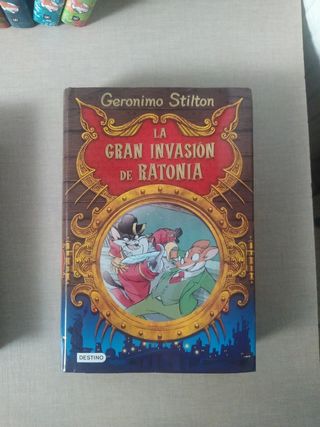 Geronimo Stilton
LA
GRAN INVASIÓN
DE RATONIA
DESTINO